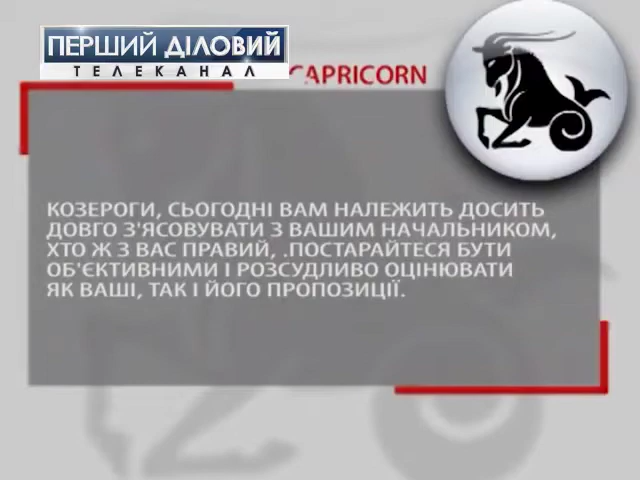 ПЕРШИЙ ДІЛОВИЙ
ТЕЛЕКАНАЛ
CAPRICORN
КОЗЕРОГИ, СЬОГОДНІ ВАМ НАЛЕЖИТЬ ДОСИТЬ
ДОВГО З'ЯСОВУВАТИ З ВАШИМ НАЧАЛЬНИКОМ,
ХТО Ж З ВАС ПРАВИЙ, .ПОСТАРАЙТЕСЯ БУТИ
ОБ'ЄКТИВНИМИ І РОЗСУДЛИВО ОЦІНЮВАТИ
ЯК ВАШІ, ТАК І ЙОГО ПРОПОЗИЦІЇ.